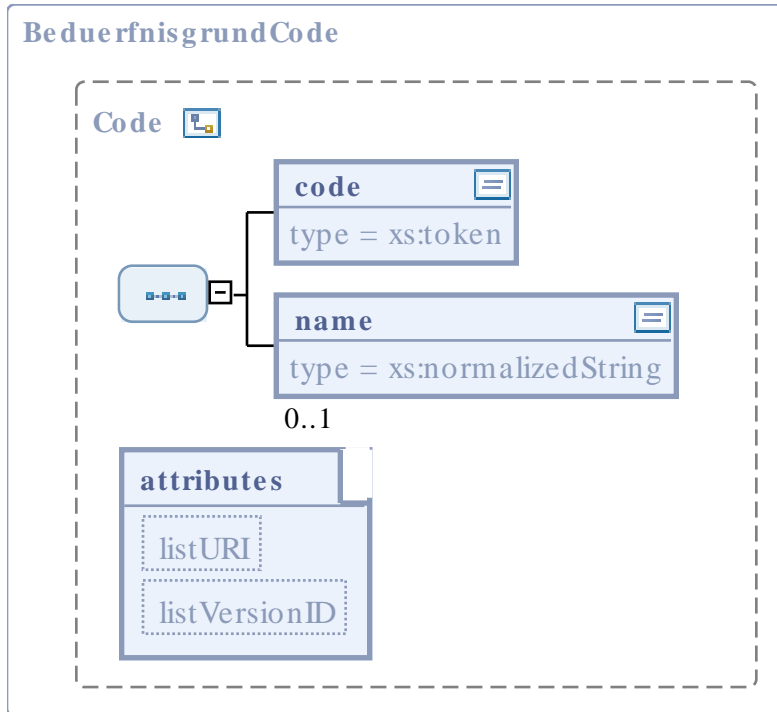 BeduerfnisgrundCode
Code
code
type = xs:token
name
type = xs:normalizedString
0..1
attributes
listURI
listVersionID